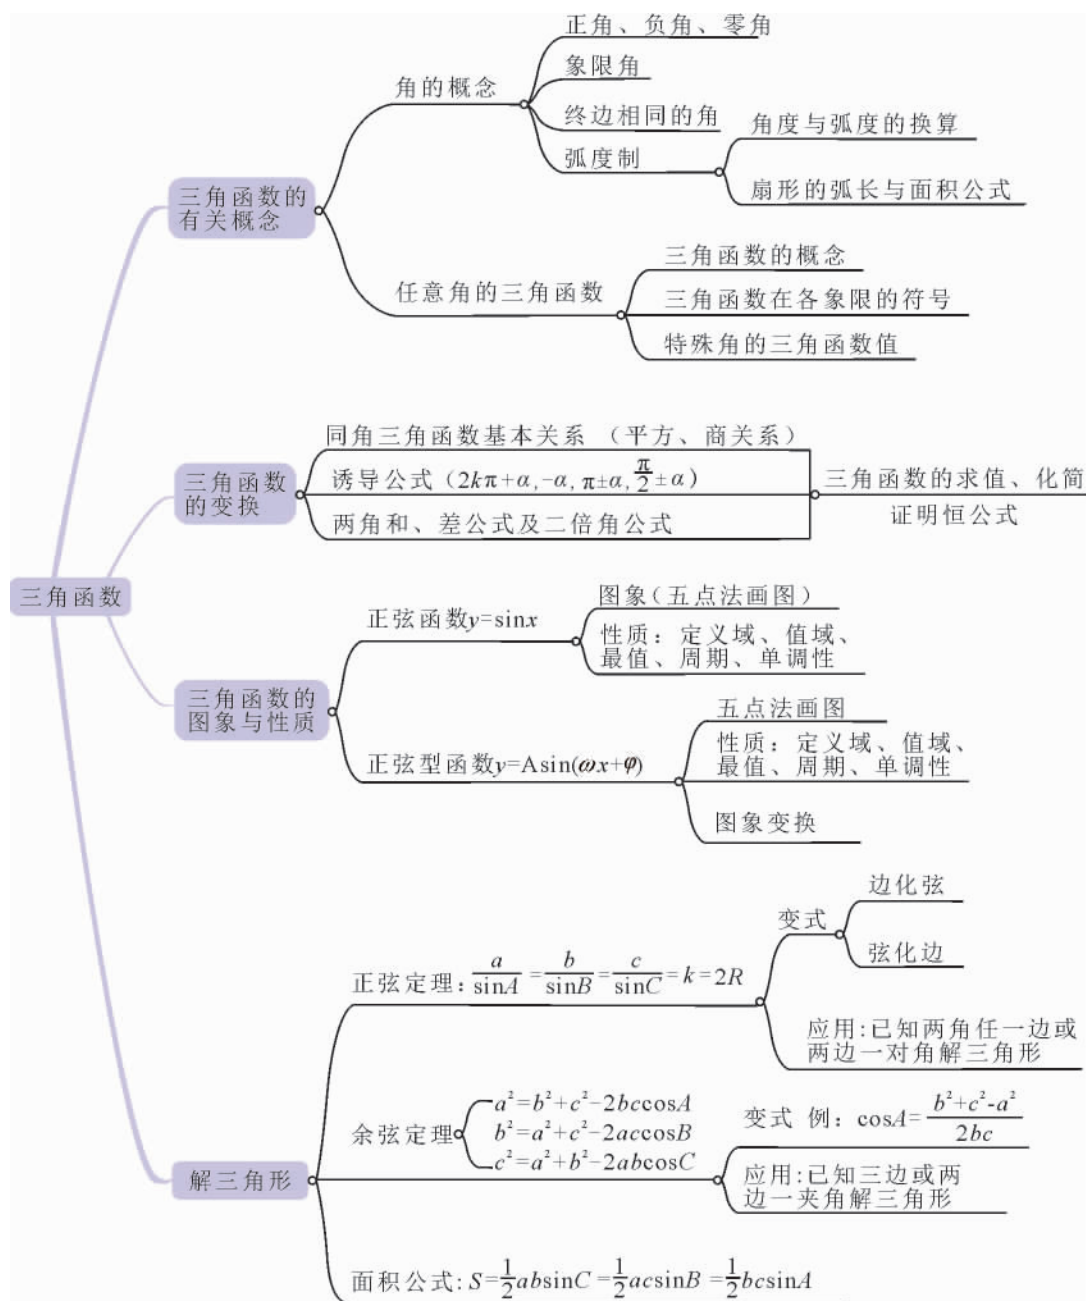 三角函数
三角函数的
有关概念
角的概念
正角、负角、零角
象限角
终边相同的角
弧度制
角度与弧度的换算
扇形的弧长与面积公式
任意角的三角函数
三角函数的概念
三角函数在各象限的符号
特殊角的三角函数值
三角函数
的变换
同角三角函数基本关系 （平方、商关系）
诱导公式（2kπ+α,-α, π±α, π/2 ±α）
两角和、差公式及二倍角公式
三角函数的求值、化简
证明恒公式
三角函数的
图象与性质
正弦函数y=sinx
图象（五点法画图）
性质：定义域、值域、
最值、周期、单调性
正弦型函数y=Asin(ωx+φ)
五点法画图
性质：定义域、值域、
最值、周期、单调性
图象变换
解三角形
正弦定理: a/sinA = b/sinB = c/sinC = k = 2R
变式
边化弦
弦化边
应用:已知两角任一边或
两边一对角解三角形
余弦定理
a²=b²+c²-2bccosA
b²=a²+c²-2accosB
c²=a²+b²-2abcosC
变式 例：cosA= b²+c²-a² / 2bc
应用:已知三边或两
边一夹角解三角形
面积公式: S=1/2 absinC =1/2 acsinB =1/2 bcsinA